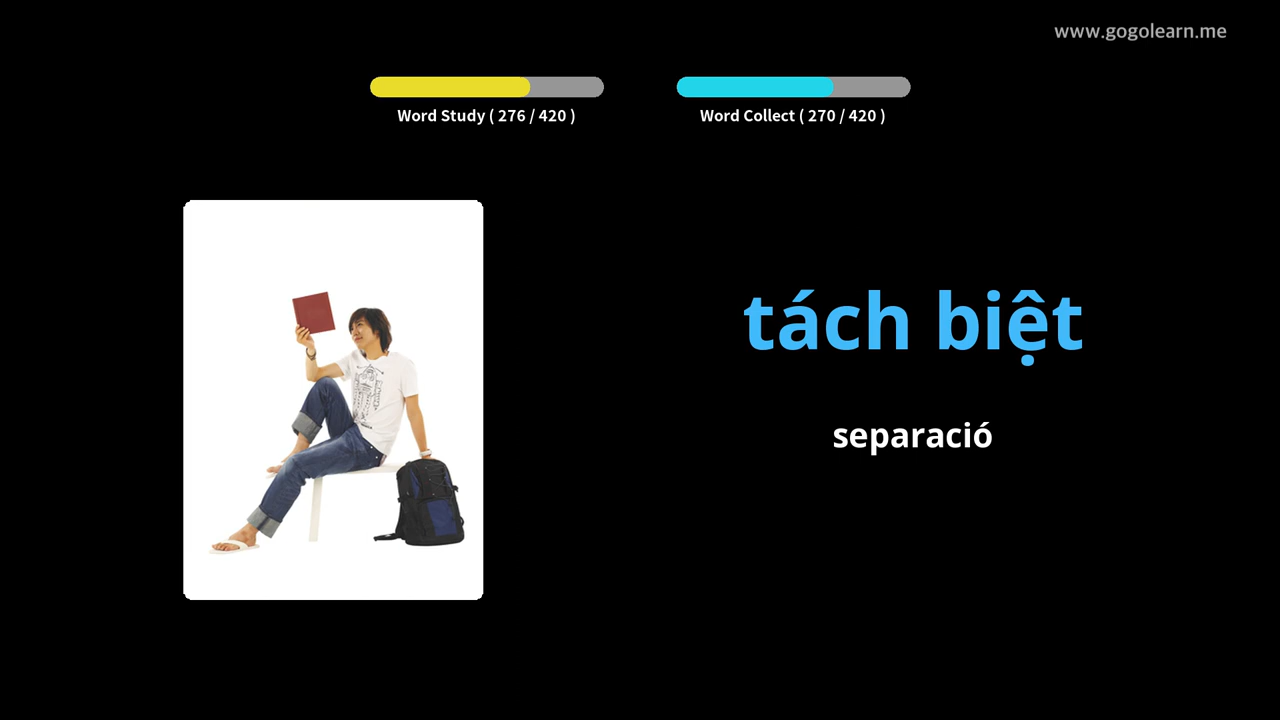 www.gogolearn.me
Word Study ( 276 / 420 )
Word Collect ( 270 / 420 )
tách biệt
separació